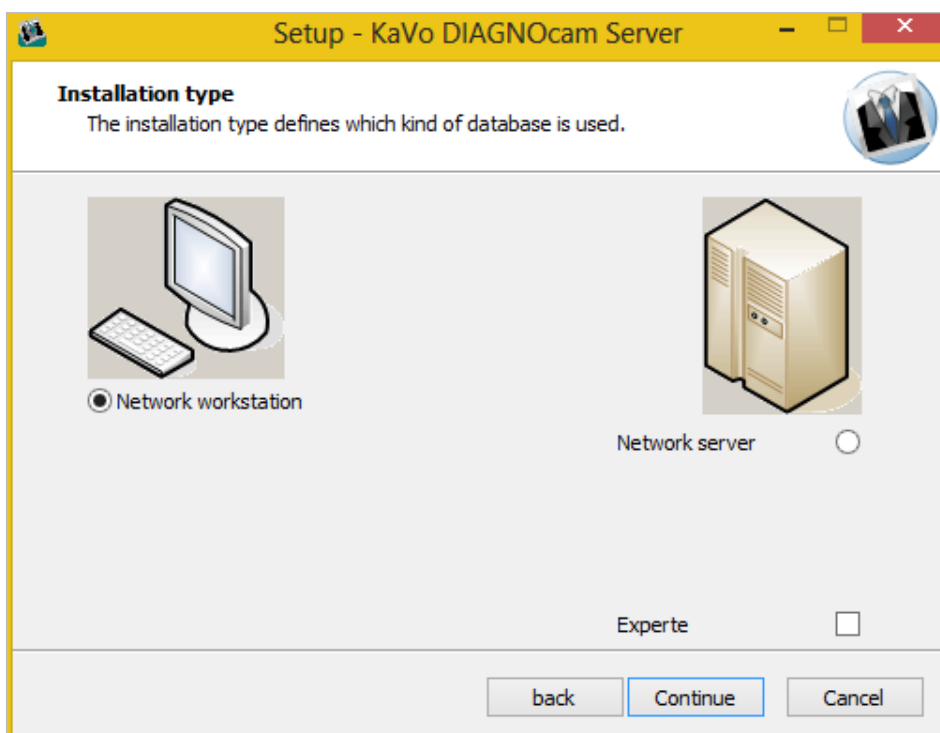 Setup - KaVo DIAGNOcam Server
Installation type
The installation type defines which kind of database is used.
Network workstation
Network server
Experte
back Continue Cancel